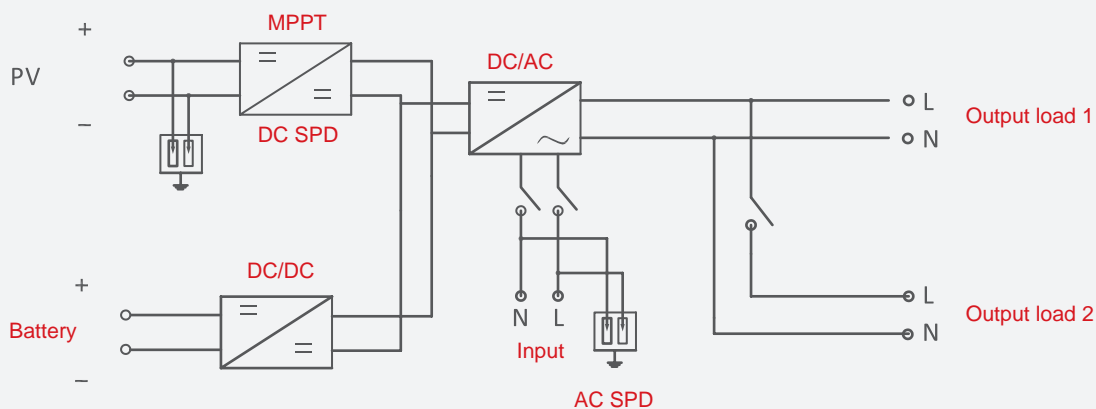 MPPT
+
PV
−
DC SPD
DC/AC
L
Output load 1
N
DC/DC
+
Battery
−
N L
Input
AC SPD
L
Output load 2
N